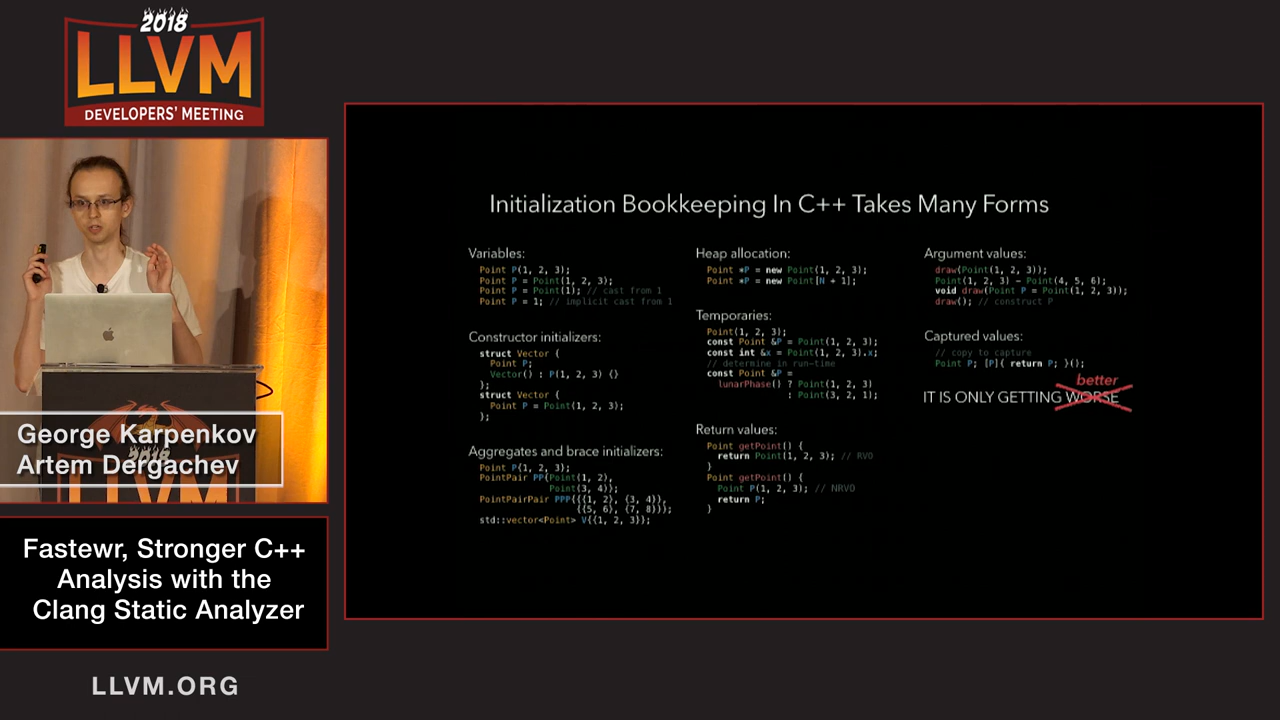 2018
LLVM
DEVELOPERS' MEETING
George Karpenkov
Artem Dergachev
2018
LLVM
Fastewr, Stronger C++
Analysis with the
Clang Static Analyzer
LLVM.ORG
Initialization Bookkeeping In C++ Takes Many Forms
Variables:
Point P(1, 2, 3);
Point P = Point(1, 2, 3);
Point P = Point(1); // cast from 1
Point P = 1; // implicit cast from 1
Constructor initializers:
struct Vector {
Point P;
Vector() : P(1, 2, 3) {}
};
struct Vector {
Point P = Point(1, 2, 3);
};
Aggregates and brace initializers:
Point P{1, 2, 3};
PointPair PP{Point(1, 2),
Point(3, 4)};
PointPairPair PPP{{{1, 2}, {3, 4}},
{{5, 6}, {7, 8}}};
std::vector<Point> V{{1, 2, 3}};
Heap allocation:
Point *P = new Point(1, 2, 3);
Point *P = new Point[N + 1];
Temporaries:
Point(1, 2, 3);
const Point &P = Point(1, 2, 3);
const int &x = Point(1, 2, 3).x;
// determine in run-time
const Point &P =
lunarPhase() ? Point(1, 2, 3)
: Point(3, 2, 1);
Return values:
Point getPoint() {
return Point(1, 2, 3); // RVO
}
Point getPoint() {
Point P(1, 2, 3); // NRVO
return P;
}
Argument values:
draw(Point(1, 2, 3));
Point(1, 2, 3) - Point(4, 5, 6);
void draw(Point P = Point(1, 2, 3));
draw(); // construct P
Captured values:
// copy to capture
Point P; [P]{ return P; }();
better
IT IS ONLY GETTING WORSE